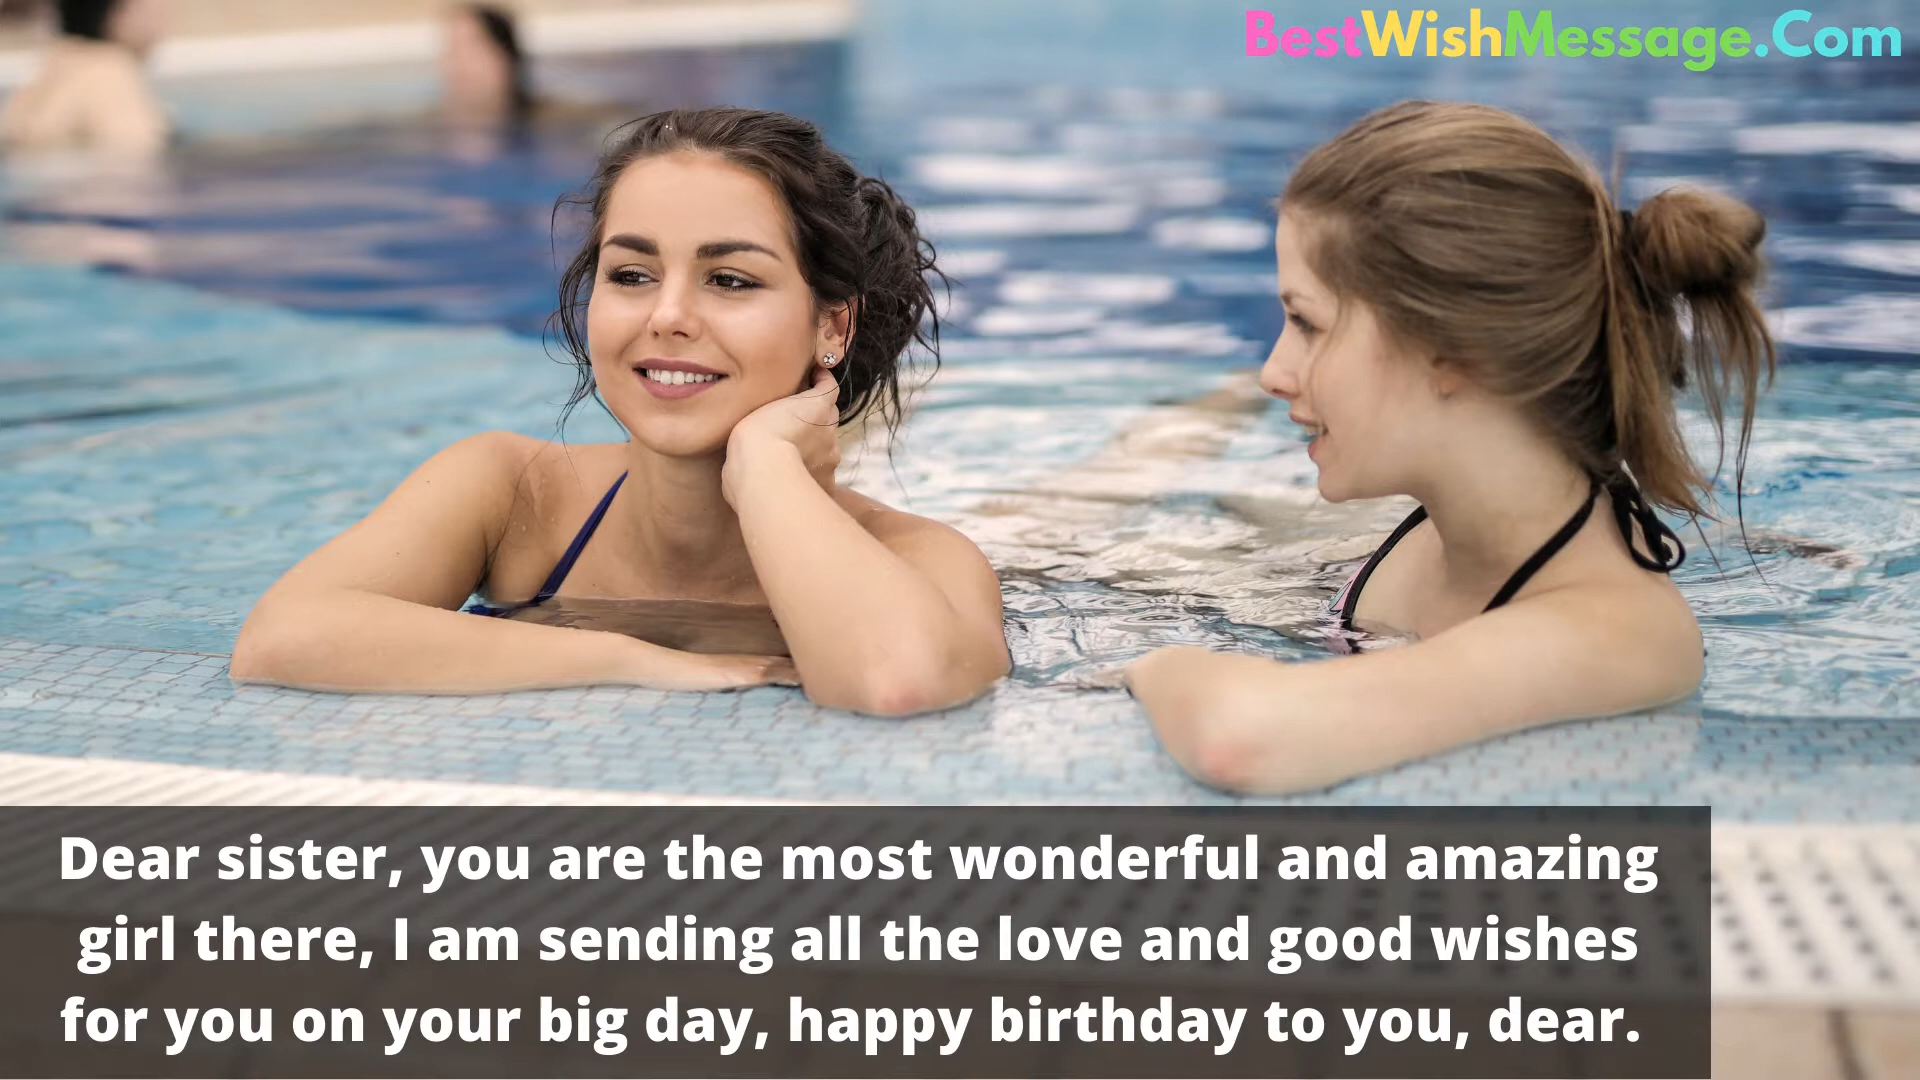 BestWishMessage.Com
Dear sister, you are the most wonderful and amazing
girl there, I am sending all the love and good wishes
for you on your big day, happy birthday to you, dear.